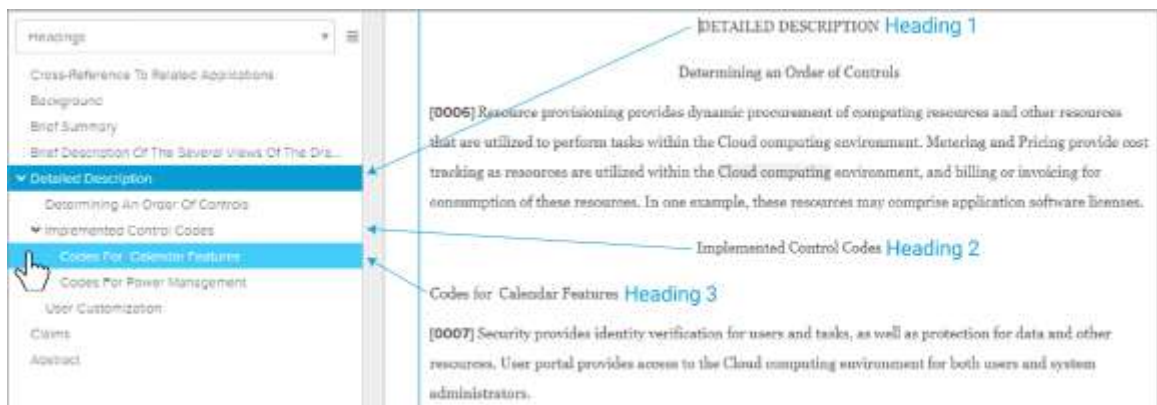 Headings
Cross-Reference To Related Applications
Background
Brief Summary
Brief Description Of The Several Views Of The Dra...
Detailed Description
Determining An Order Of Controls
Implemented Control Codes
Codes For Calendar Features
Codes For Power Management
User Customization
Claims
Abstract
DETAILED DESCRIPTION Heading 1
Determining an Order of Controls
[0006] Resource provisioning provides dynamic procurement of computing resources and other resources
that are utilized to perform tasks within the Cloud computing environment. Metering and Pricing provide cost
tracking as resources are utilized within the Cloud computing environment, and billing or invoicing for
consumption of these resources. In one example, these resources may comprise application software licenses.
Implemented Control Codes Heading 2
Codes for Calendar Features Heading 3
[0007] Security provides identity verification for users and tasks, as well as protection for data and other
resources. User portal provides access to the Cloud computing environment for both users and system
administrators.